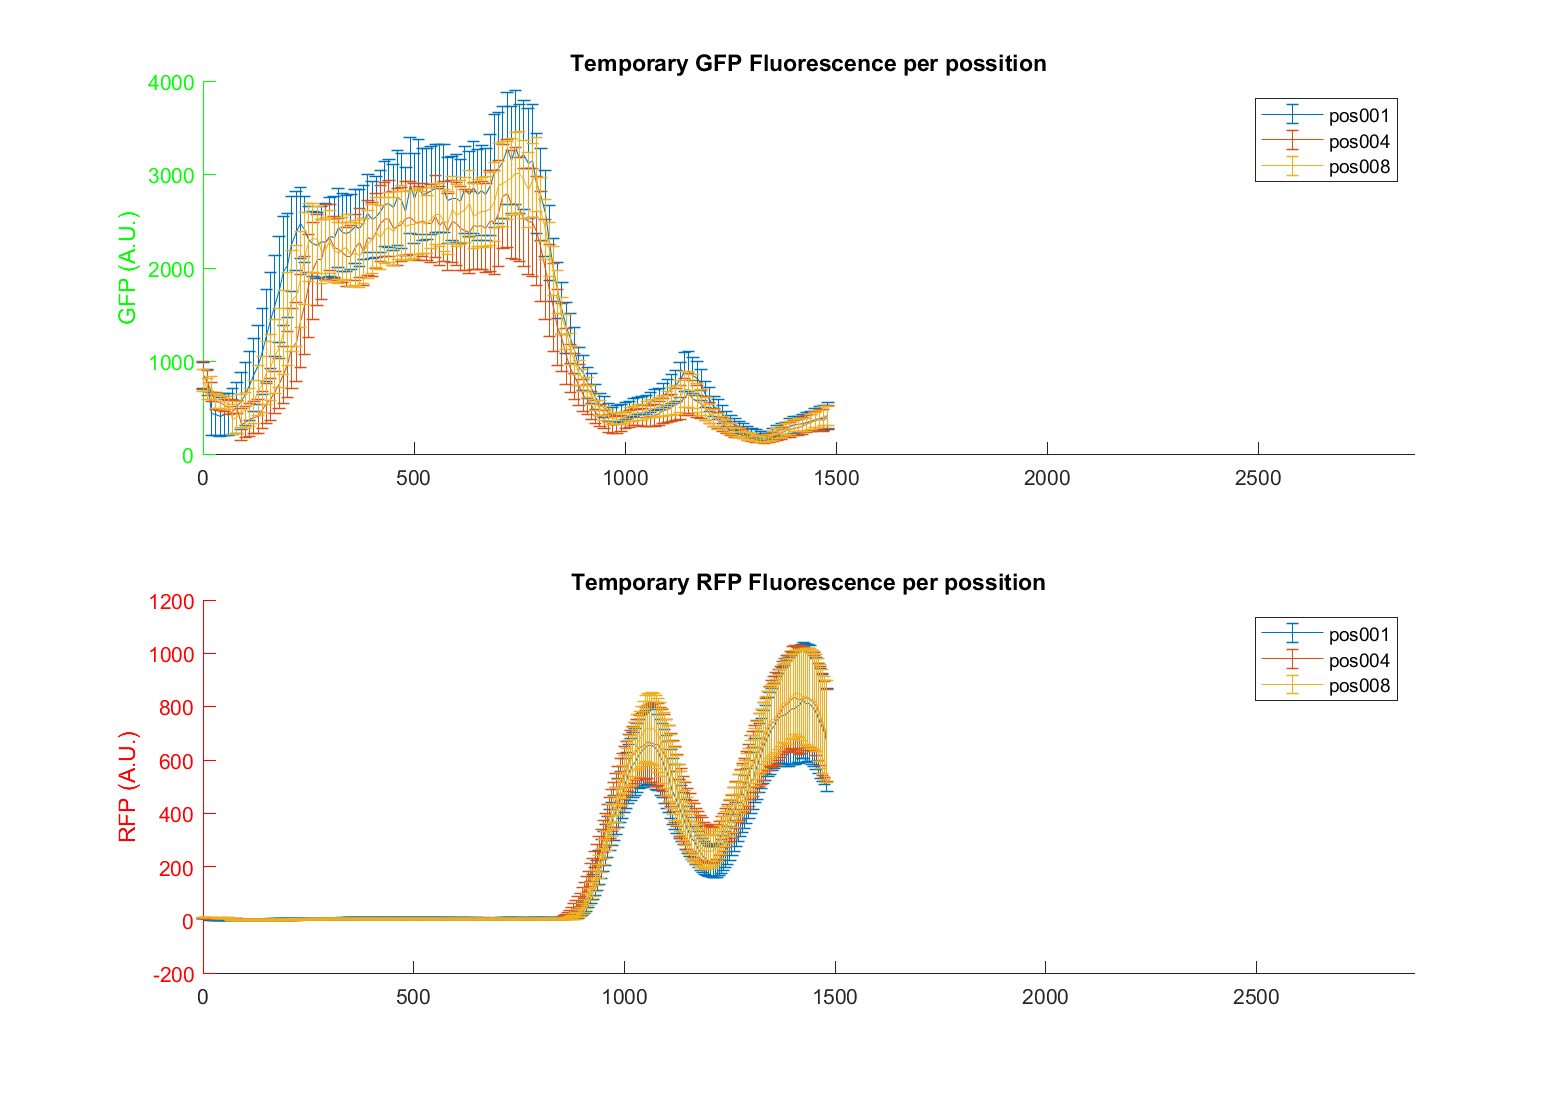 Temporary GFP Fluorescence per possition
4000
3000
2000
1000
0
GFP (A.U.)
0 500 1000 1500 2000 2500
pos001
pos004
pos008
Temporary RFP Fluorescence per possition
1200
1000
800
600
400
200
0
-200
RFP (A.U.)
0 500 1000 1500 2000 2500
pos001
pos004
pos008